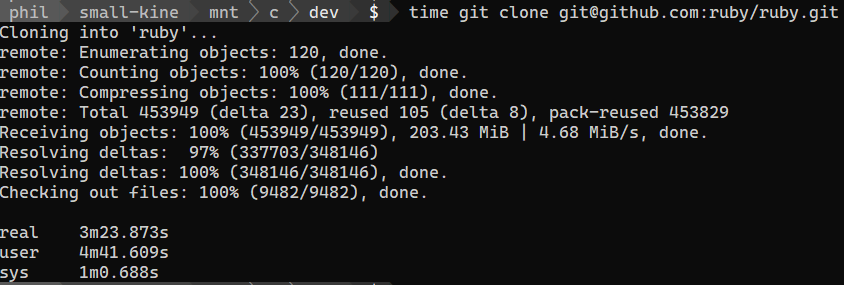 phil small-kine mnt c dev $ time git clone git@github.com:ruby/ruby.git
Cloning into 'ruby'...
remote: Enumerating objects: 120, done.
remote: Counting objects: 100% (120/120), done.
remote: Compressing objects: 100% (111/111), done.
remote: Total 453949 (delta 23), reused 105 (delta 8), pack-reused 453829
Receiving objects: 100% (453949/453949), 203.43 MiB | 4.68 MiB/s, done.
Resolving deltas:  97% (337703/348146)
Resolving deltas: 100% (348146/348146), done.
Checking out files: 100% (9482/9482), done.
real    3m23.873s
user    4m41.609s
sys     1m0.688s